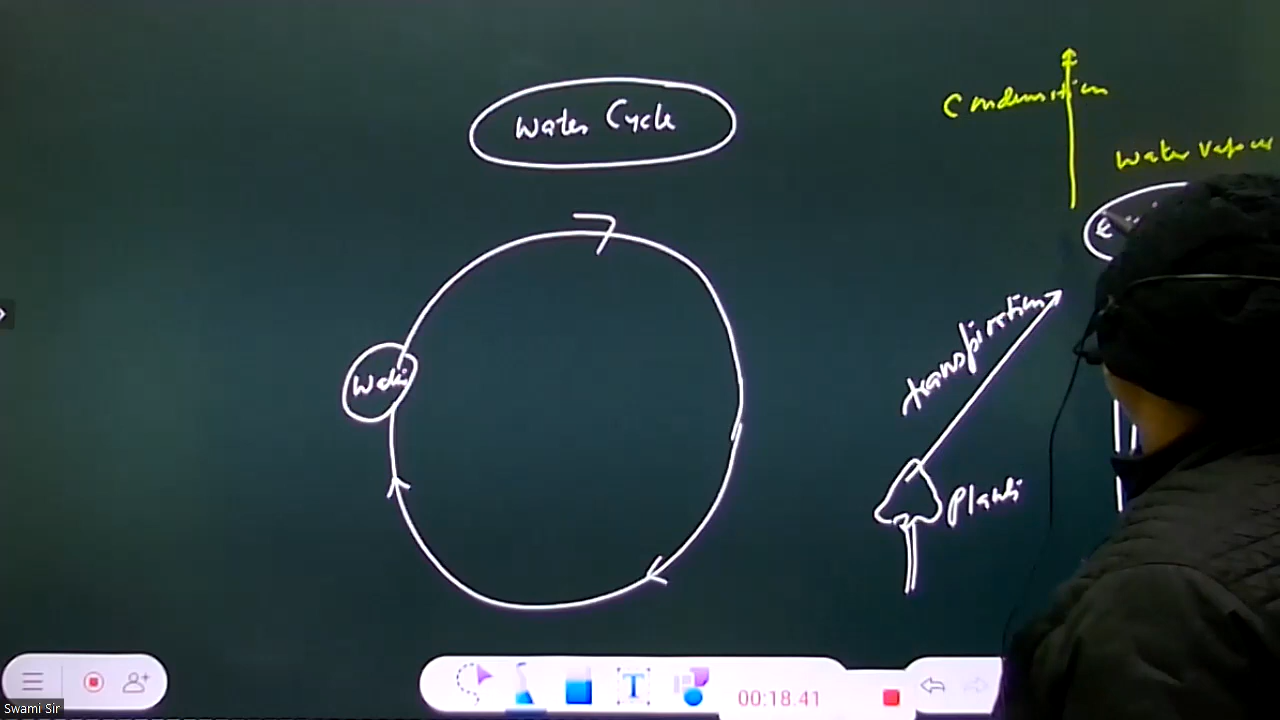 Water Cycle
Condensation
Water vapour
transpiration
Water
Plants
T
00:18.41
Swami Sir